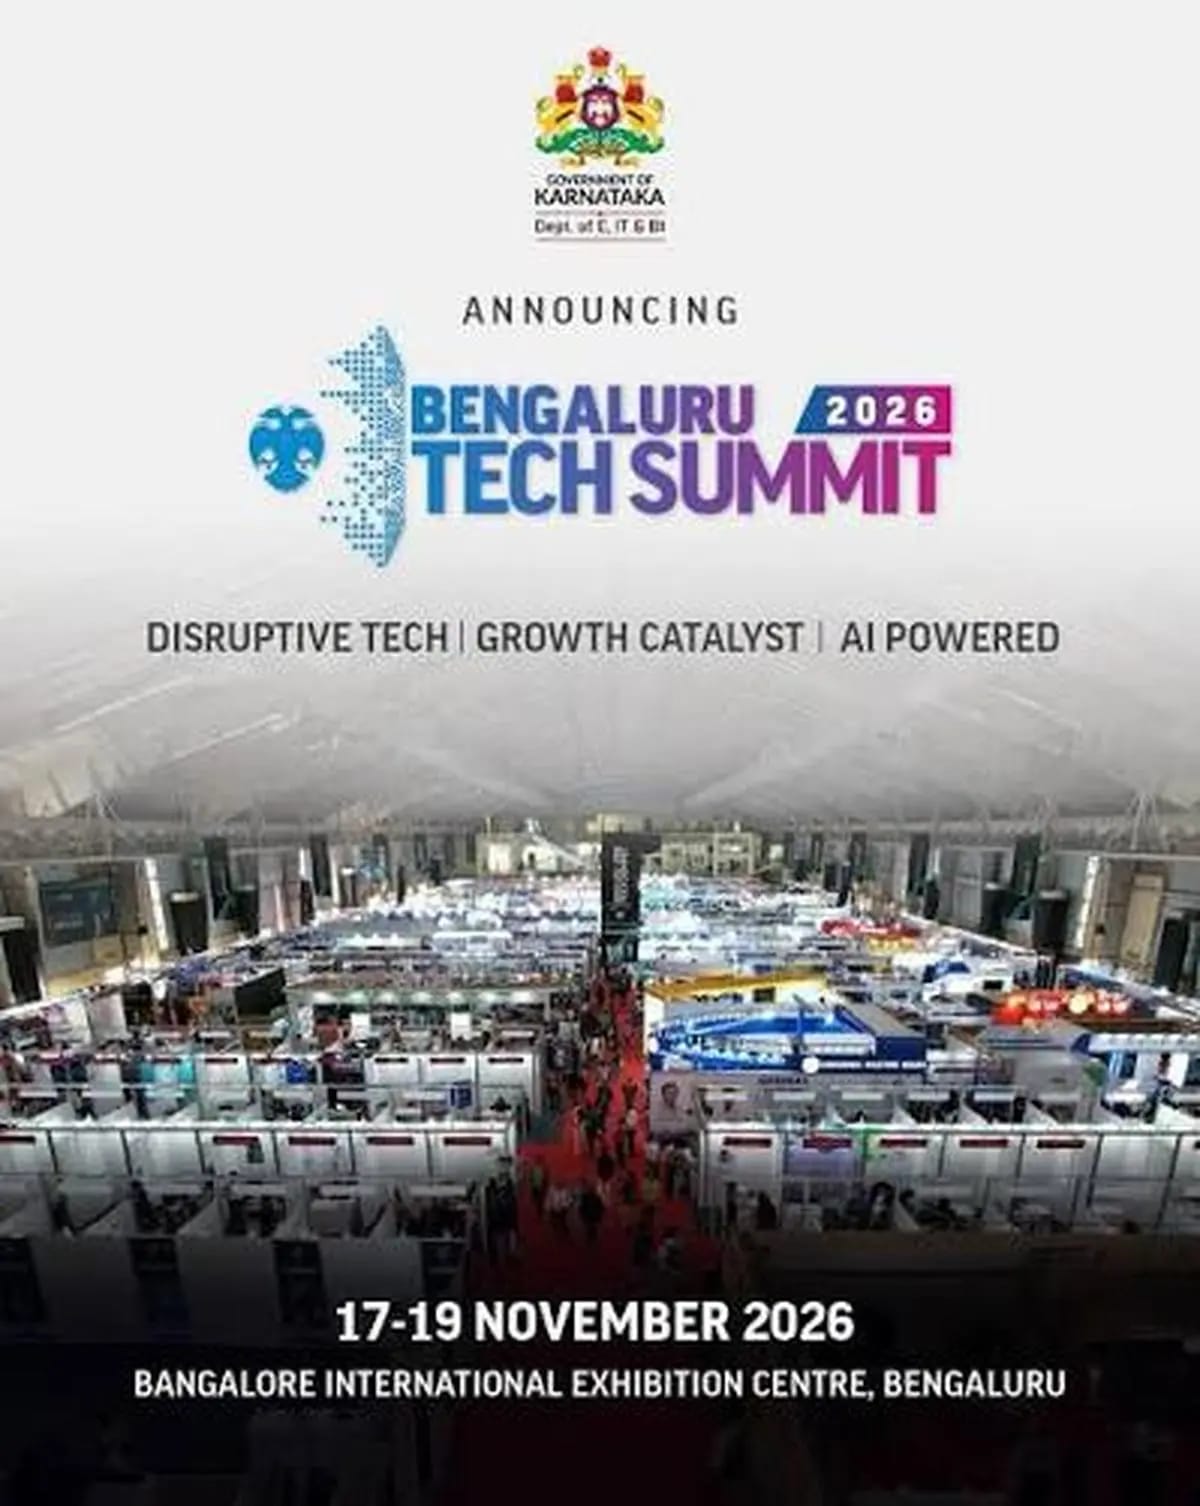 GOVERNMENT OF
KARNATAKA
Dept. of E, IT & Bt
ANNOUNCING
BENGALURU 2026
TECH SUMMIT
DISRUPTIVE TECH | GROWTH CATALYST | AI POWERED
17-19 NOVEMBER 2026
BANGALORE INTERNATIONAL EXHIBITION CENTRE, BENGALURU